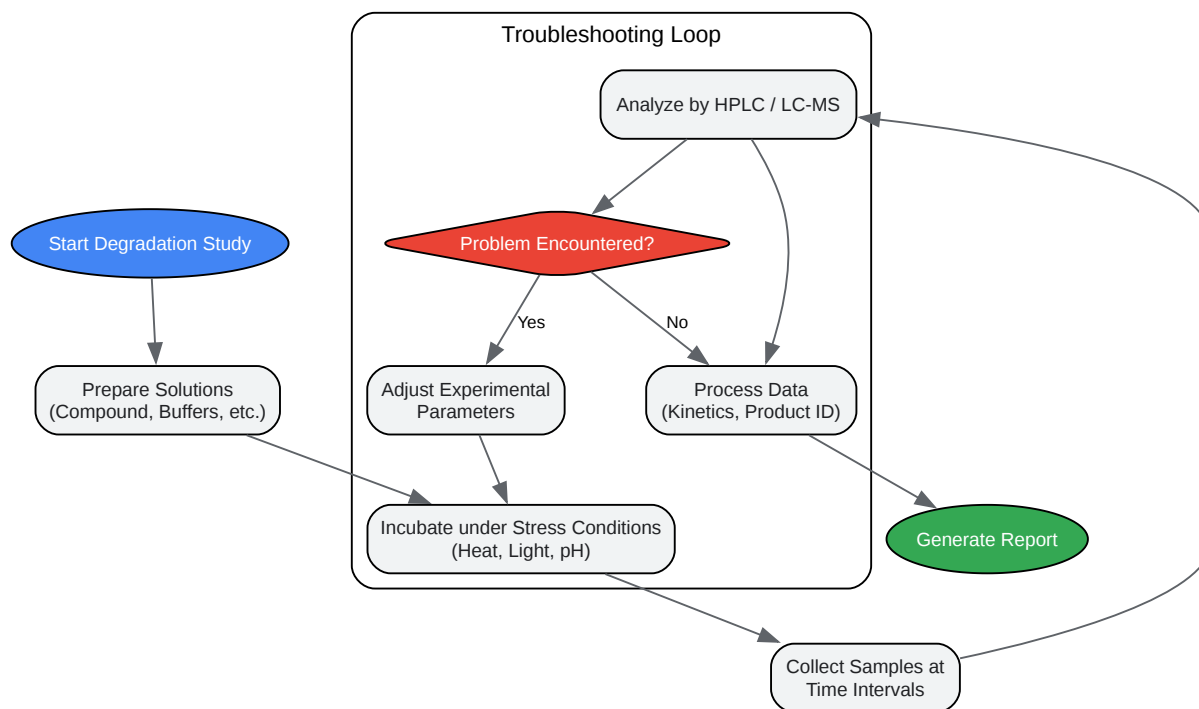 Troubleshooting Loop
Analyze by HPLC / LC-MS
Start Degradation Study
Problem Encountered?
Yes
No
Prepare Solutions
(Compound, Buffers, etc.)
Adjust Experimental
Parameters
Process Data
(Kinetics, Product ID)
Incubate under Stress Conditions
(Heat, Light, pH)
Generate Report
Collect Samples at
Time Intervals